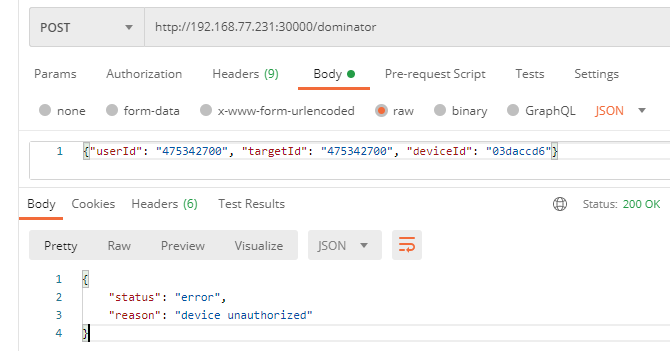 POST http://192.168.77.231:30000/dominator
Params Authorization Headers (9) Body Pre-request Script Tests Settings
none form-data x-www-form-urlencoded raw binary GraphQL JSON
1 {"userId": "475342700", "targetId": "475342700", "deviceId": "03daccd6"}
Body Cookies Headers (6) Test Results Status: 200 OK
Pretty Raw Preview Visualize JSON
1 {
2 "status": "error",
3 "reason": "device unauthorized"
4 }